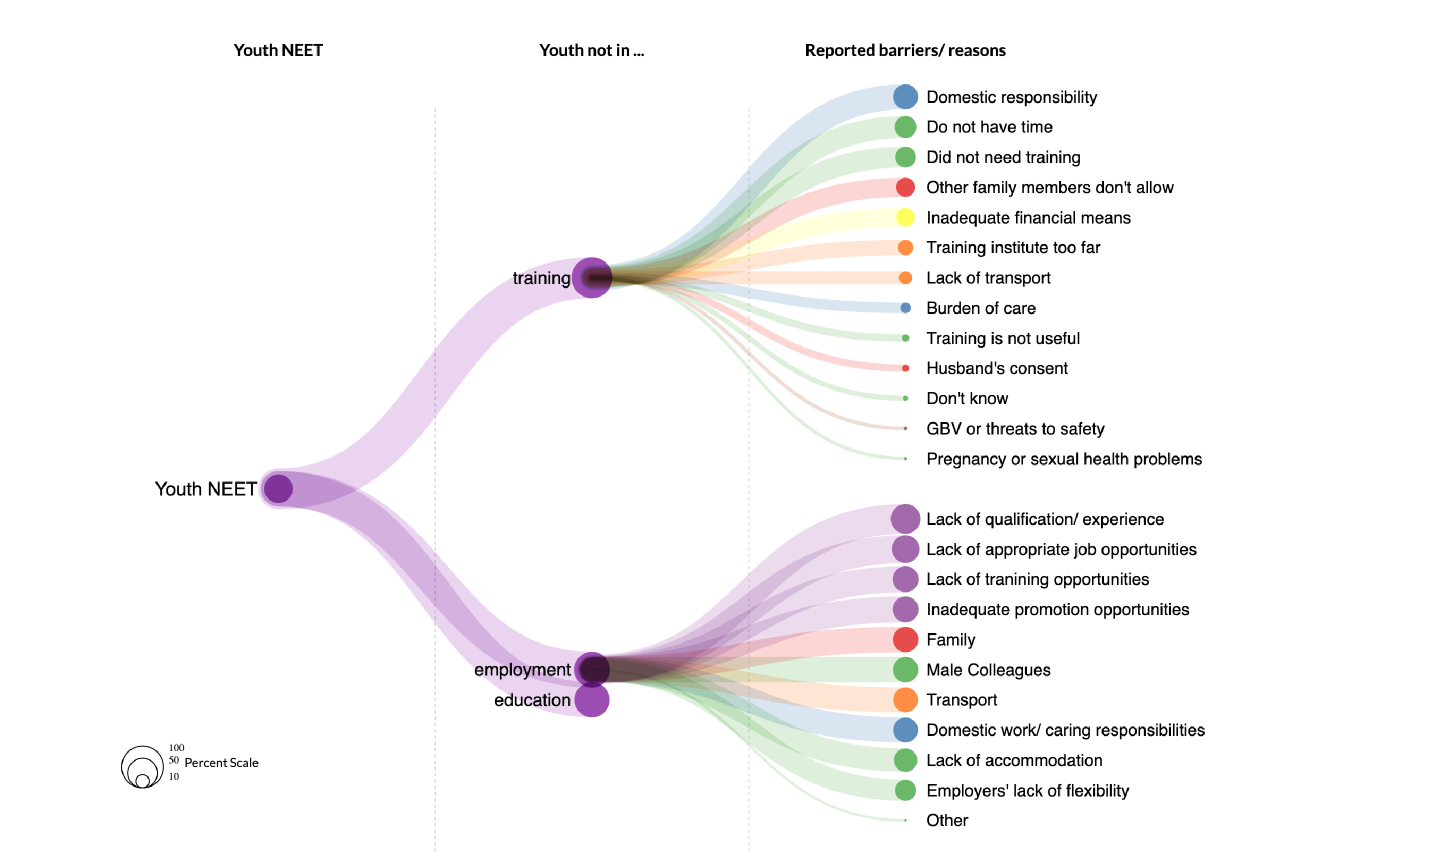 Youth NEET
Youth not in ...
Reported barriers/ reasons
Domestic responsibility
Do not have time
Did not need training
Other family members don't allow
Inadequate financial means
Training institute too far
training
Lack of transport
Burden of care
Training is not useful
Husband's consent
Don't know
GBV or threats to safety
Pregnancy or sexual health problems
Youth NEET
Lack of qualification/ experience
Lack of appropriate job opportunities
Lack of tranining opportunities
Inadequate promotion opportunities
Family
employment
Male Colleagues
education
Transport
Domestic work/ caring responsibilities
Lack of accommodation
Employers' lack of flexibility
Other
100
50
10
Percent Scale